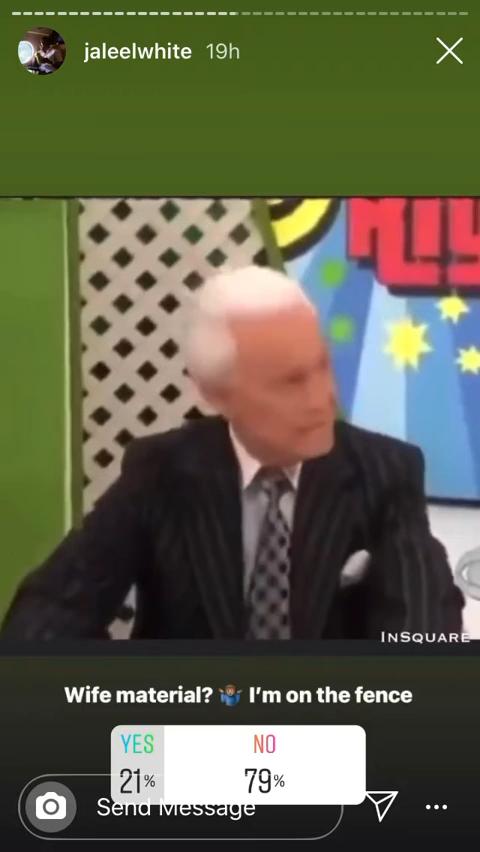 jaleelwhite 19h
INSQUARE
Wife material? 🤷🏽‍♂️ I'm on the fence
YES NO
21% 79%
Send Message